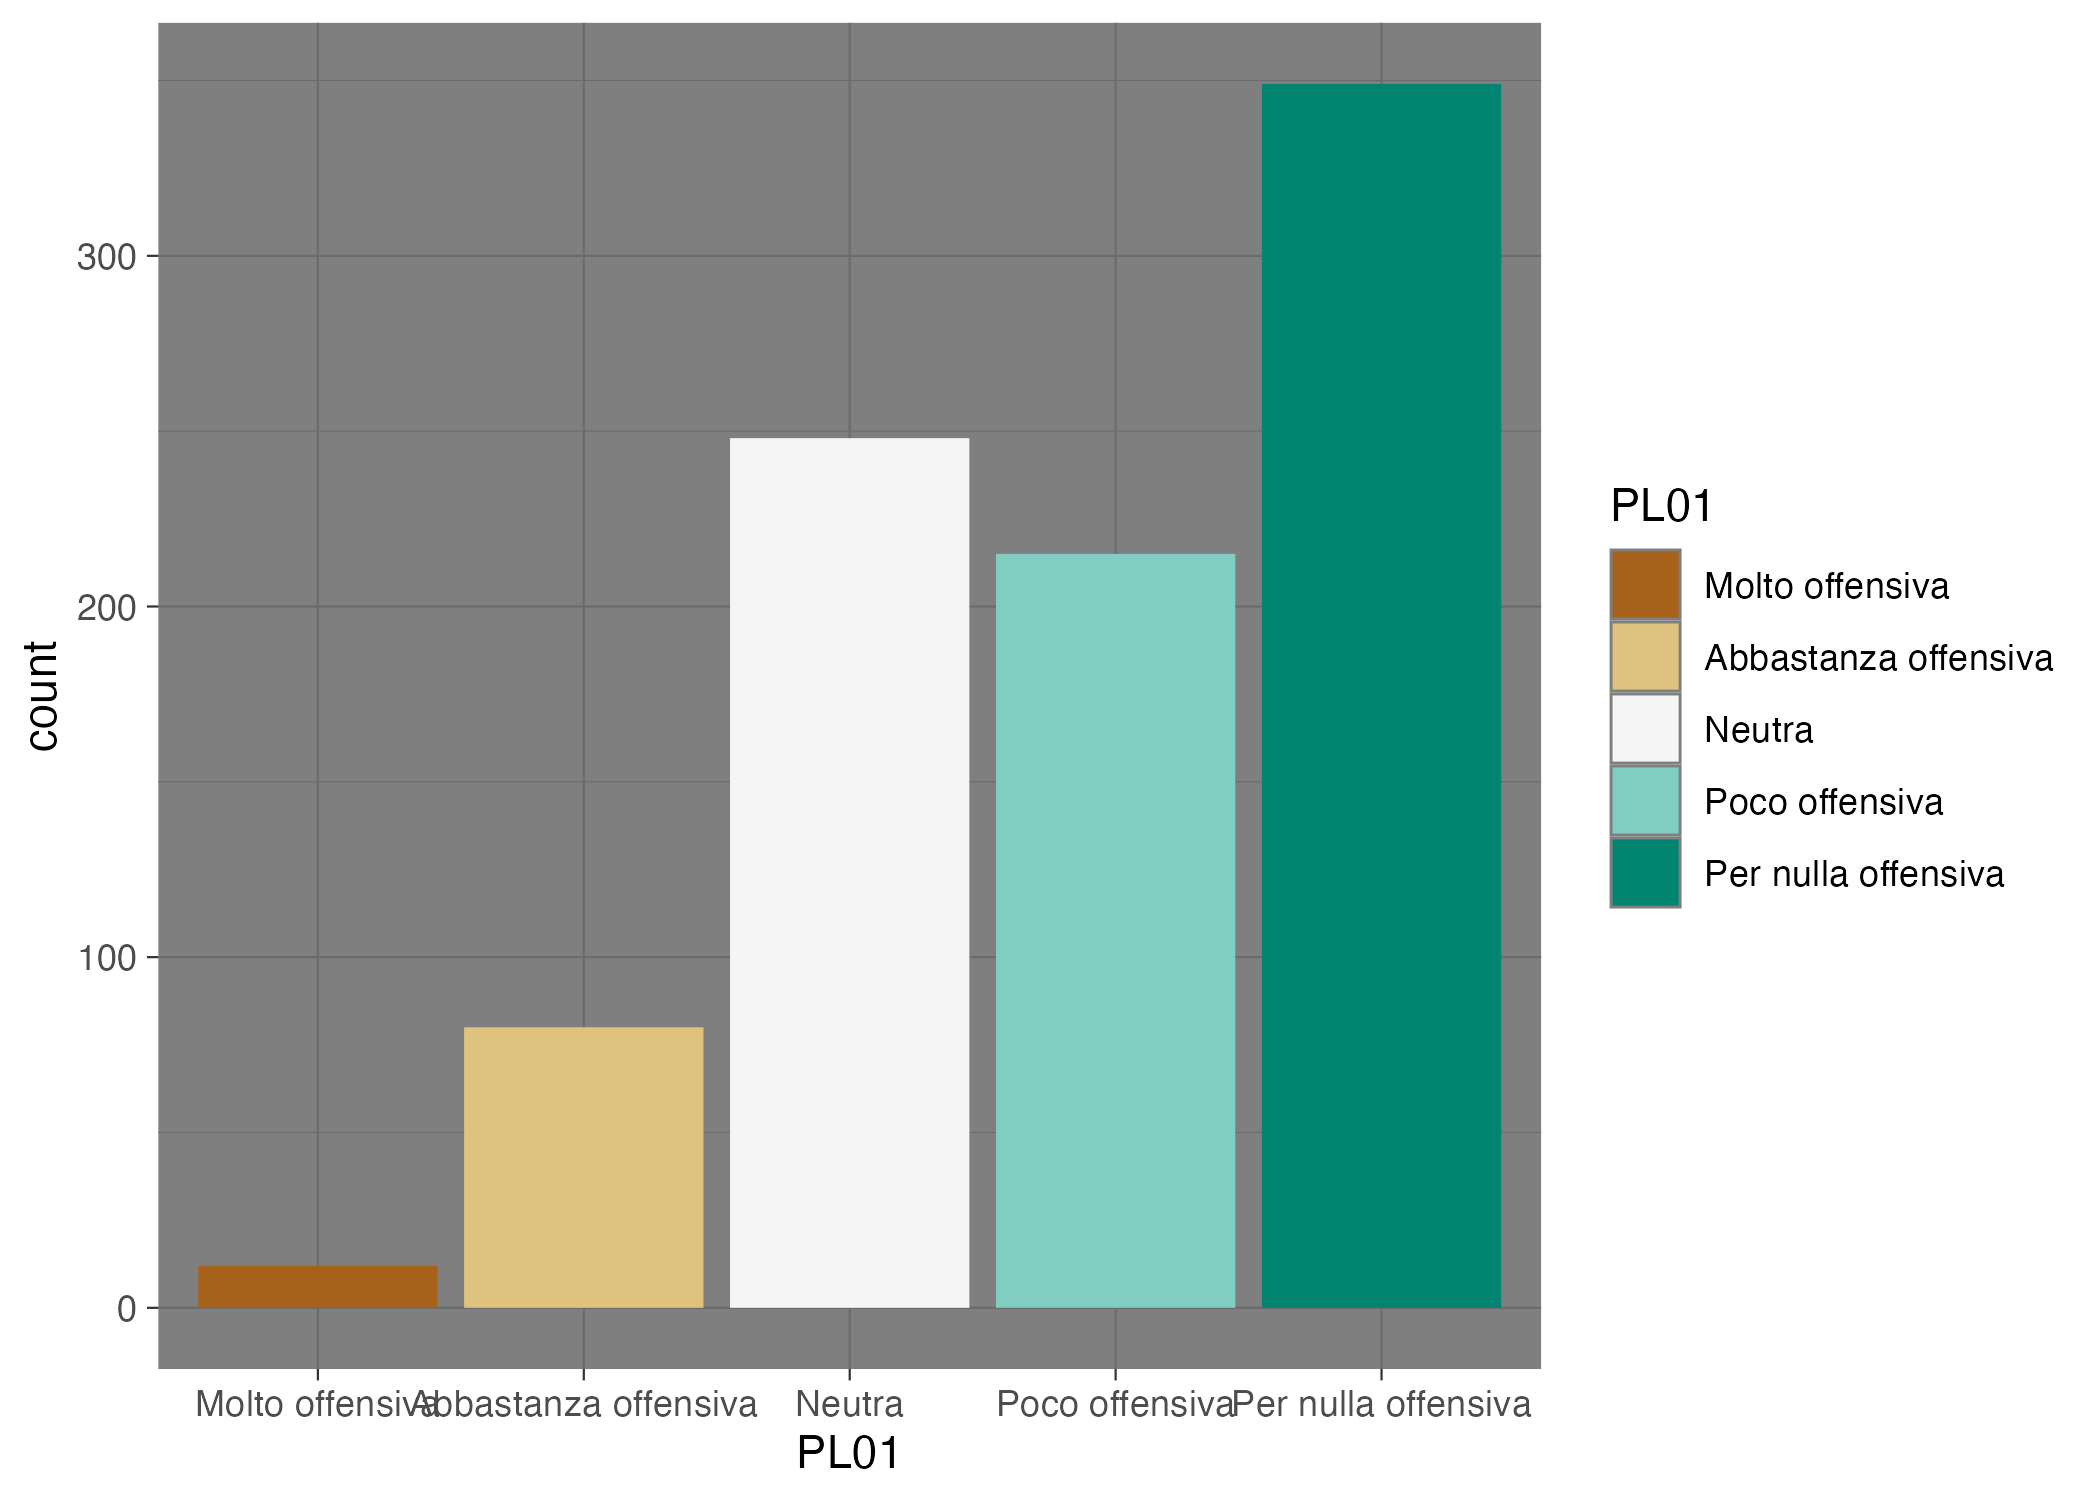 count
300
200
100
0
Molto offensiva
Abbastanza offensiva
Neutra
Poco offensiva
Per nulla offensiva
PL01
PL01
Molto offensiva
Abbastanza offensiva
Neutra
Poco offensiva
Per nulla offensiva